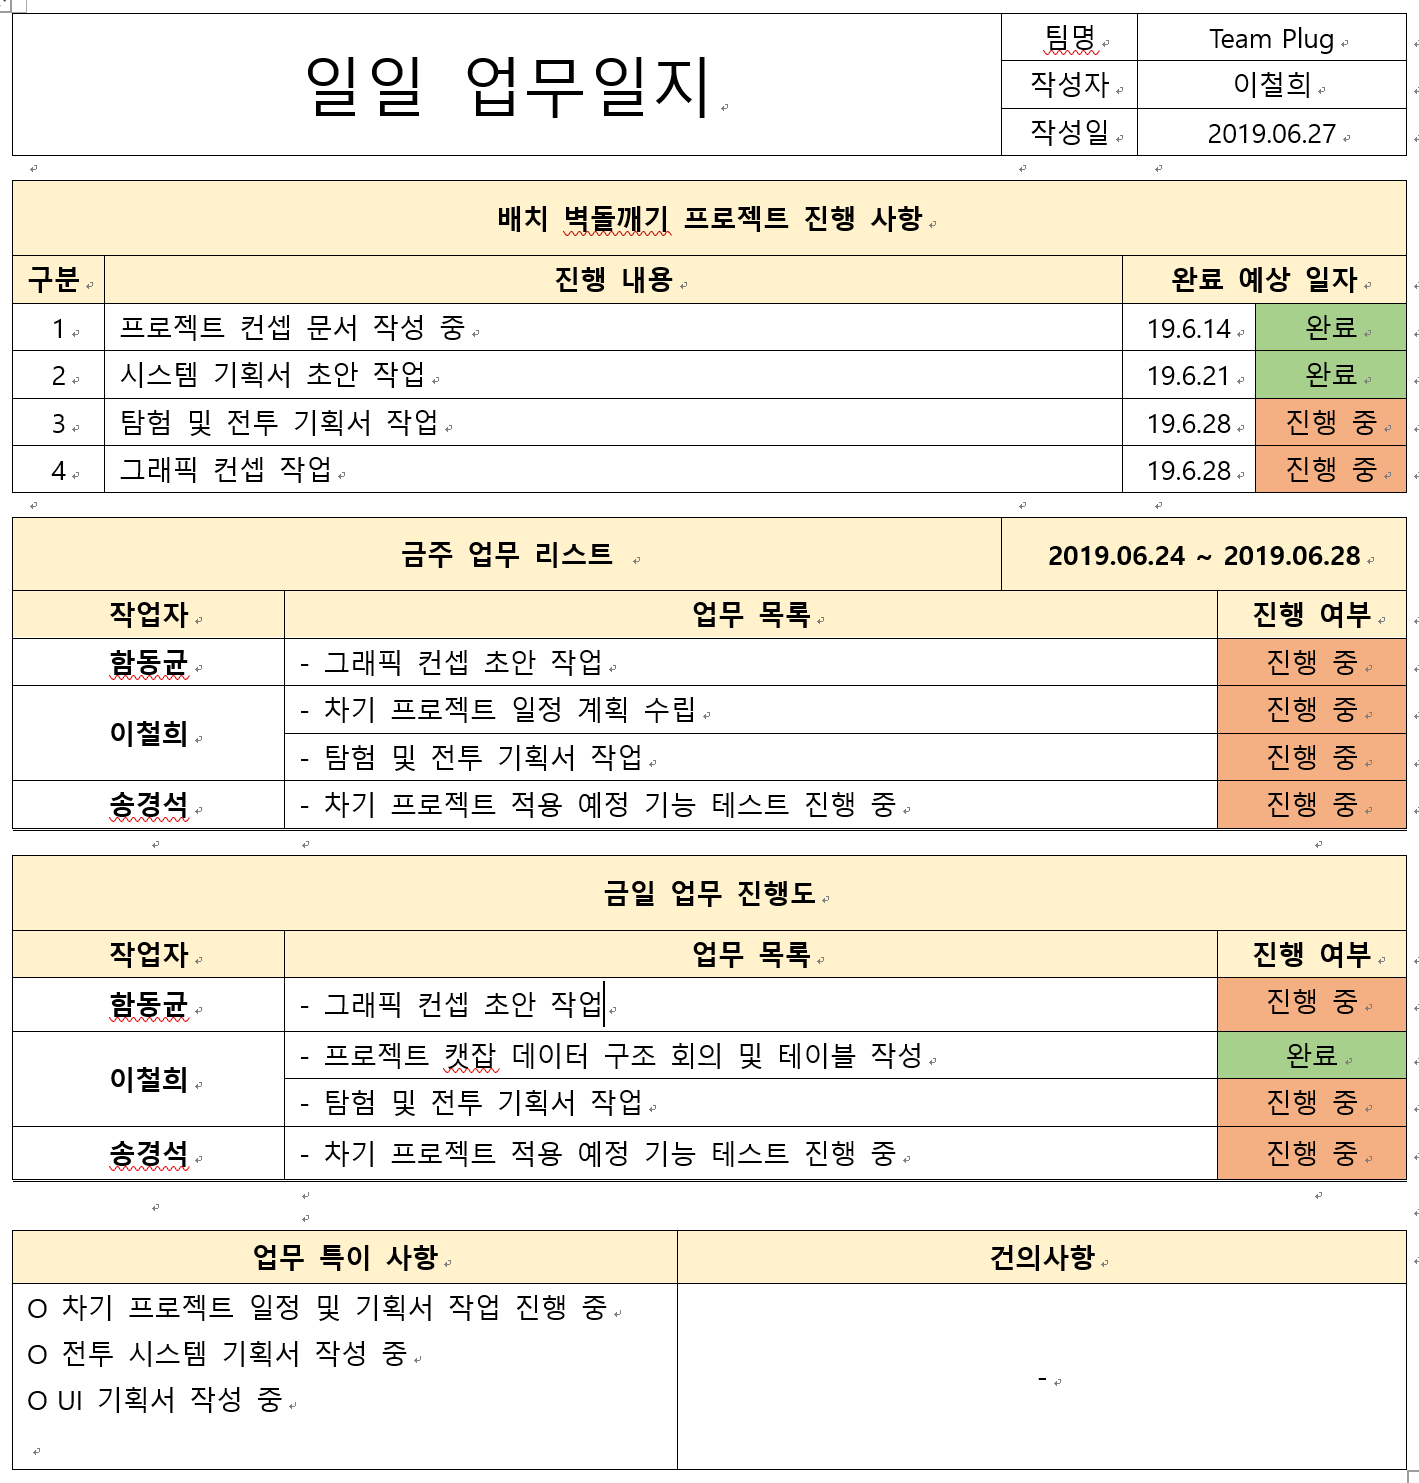 일일 업무일지
팀명 Team Plug
작성자 이철희
작성일 2019.06.27
배치 벽돌깨기 프로젝트 진행 사항
구분 진행 내용 완료 예상 일자
1 프로젝트 컨셉 문서 작성 중 19.6.14 완료
2 시스템 기획서 초안 작업 19.6.21 완료
3 탐험 및 전투 기획서 작업 19.6.28 진행 중
4 그래픽 컨셉 작업 19.6.28 진행 중
금주 업무 리스트 2019.06.24 ~ 2019.06.28
작업자 업무 목록 진행 여부
함동균 - 그래픽 컨셉 초안 작업 진행 중
이철희 - 차기 프로젝트 일정 계획 수립 진행 중
- 탐험 및 전투 기획서 작업 진행 중
송경석 - 차기 프로젝트 적용 예정 기능 테스트 진행 중 진행 중
금일 업무 진행도
작업자 업무 목록 진행 여부
함동균 - 그래픽 컨셉 초안 작업 진행 중
이철희 - 프로젝트 캣잡 데이터 구조 회의 및 테이블 작성 완료
- 탐험 및 전투 기획서 작업 진행 중
송경석 - 차기 프로젝트 적용 예정 기능 테스트 진행 중 진행 중
업무 특이 사항 건의사항
O 차기 프로젝트 일정 및 기획서 작업 진행 중
O 전투 시스템 기획서 작성 중
O UI 기획서 작성 중
-